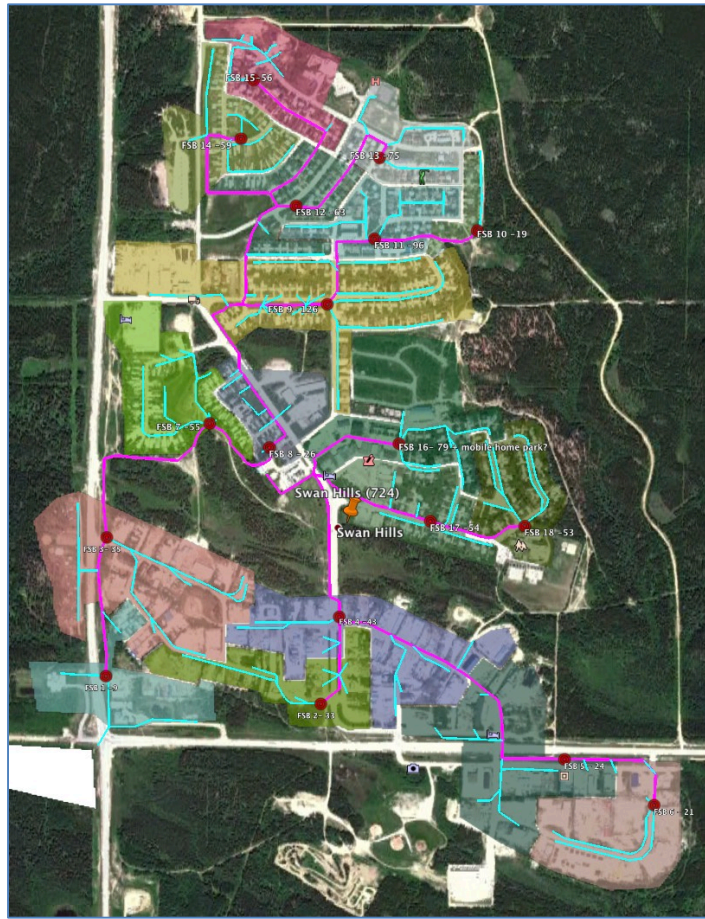 H
FSB 15-56
FSB 14 -59
FSB 13 -75
FSB 12 - 63
FSB 10 -19
FSB 11 -96
FSB 9 - 126
FSB 7 -55
FSB 8 - 26
FSB 16- 79 + mobile home park?
Swan Hills (724)
FSB 17 -54
FSB 18 -53
Swan Hills
FSB 3 -36
FSB 4 -43
FSB 1 - 9
FSB 2- 33
FSB 5 - 24
FSB 6 - 21